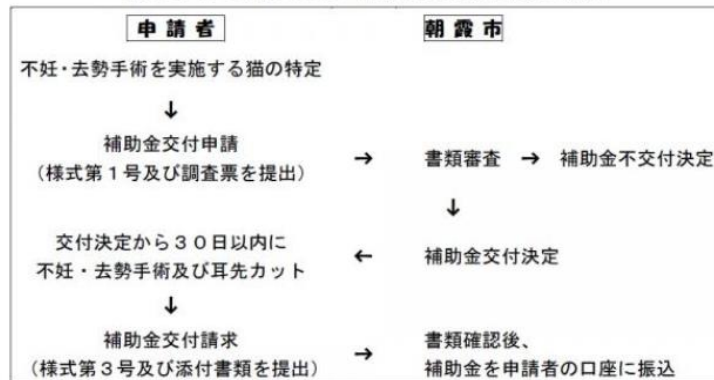 申請者 朝霞市
不妊・去勢手術を実施する猫の特定
↓
補助金交付申請
(様式第１号及び調査票を提出) → 書類審査 → 補助金不交付決定
↓
交付決定から３０日以内に
不妊・去勢手術及び耳先カット ← 補助金交付決定
↓
補助金交付請求 書類確認後、
(様式第３号及び添付書類を提出) → 補助金を申請者の口座に振込